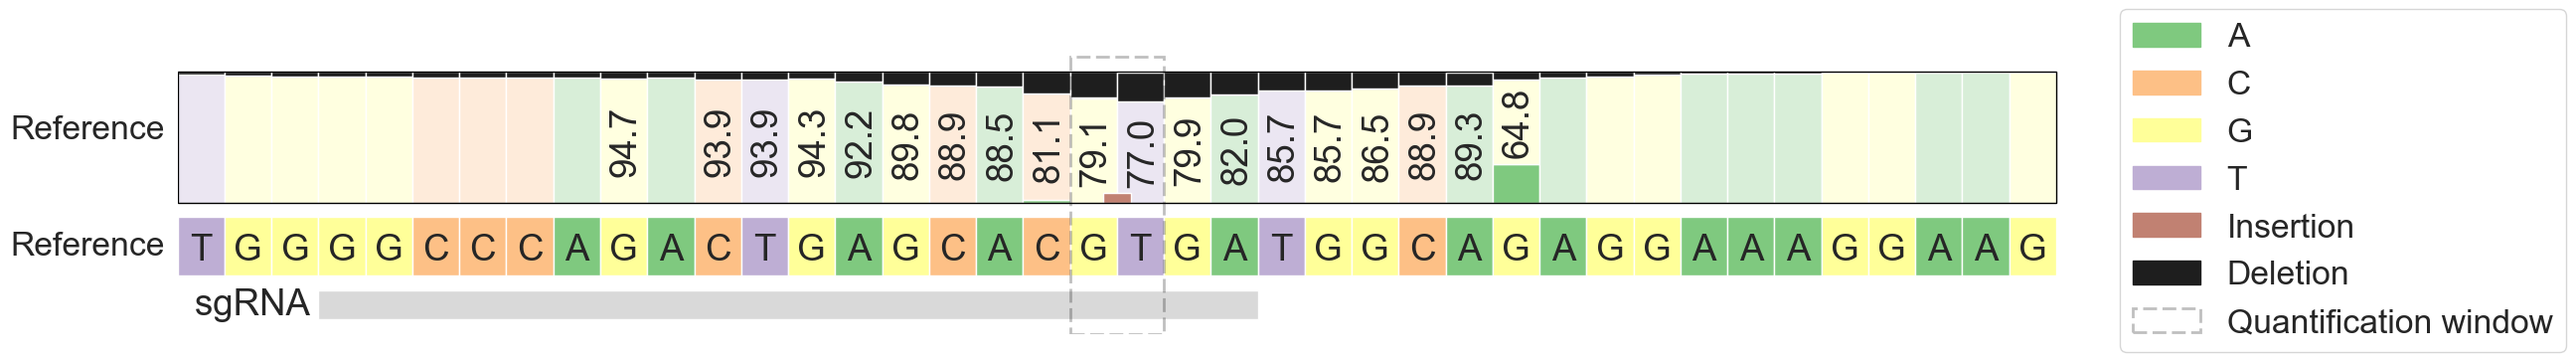 Reference
94.7 93.9 93.9 94.3 92.2 89.8 88.9 88.5 81.1 79.1 77.0 79.9 82.0 85.7 85.7 86.5 88.9 89.3 64.8
Reference T G G G G C C C A G A C T G A G C A C G T G A T G G C A G A G G A A A G G A A G
sgRNA
A
C
G
T
Insertion
Deletion
Quantification window